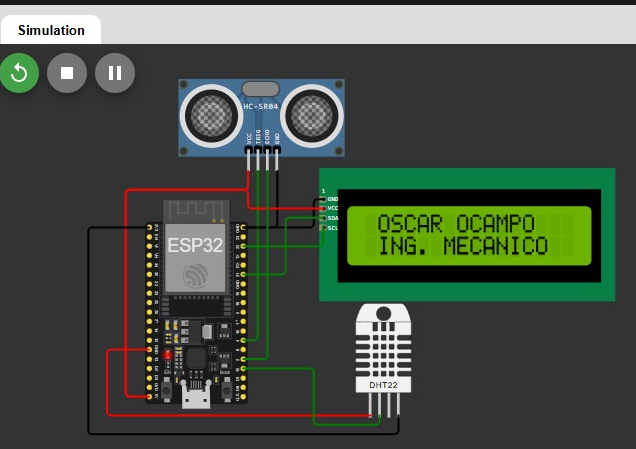 Simulation
HC-SR04
VCC
TRIG
ECHO
GND
1
GND
VCC
SDA
SCL
OSCAR OCAMPO
ING. MECANICO
ESP32
DHT22